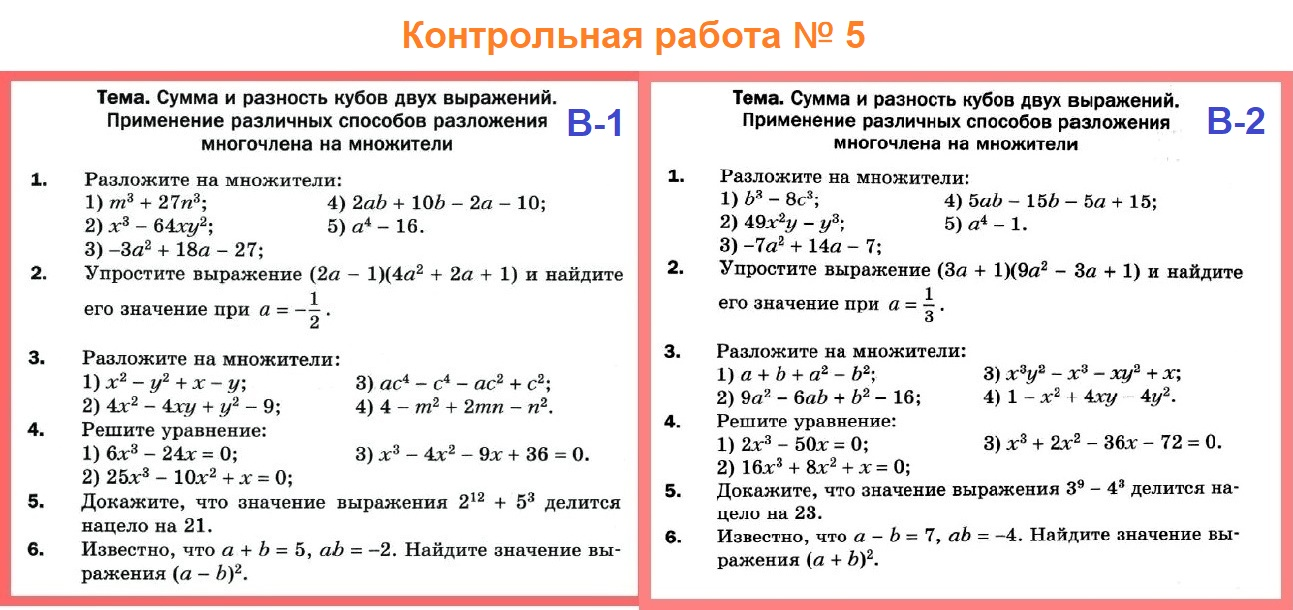 Контрольная работа № 5
Тема. Сумма и разность кубов двух выражений.
Применение различных способов разложения
многочлена на множители
В-1
1. Разложите на множители:
1) m³ + 27n³; 4) 2ab + 10b − 2a − 10;
2) x³ − 64xy²; 5) a⁴ − 16.
3) −3a² + 18a − 27;
2. Упростите выражение (2a − 1)(4a² + 2a + 1) и найдите
его значение при a = −1/2.
3. Разложите на множители:
1) x² − y² + x − y; 3) ac⁴ − c⁴ − ac² + c²;
2) 4x² − 4xy + y² − 9; 4) 4 − m² + 2mn − n².
4. Решите уравнение:
1) 6x³ − 24x = 0; 3) x³ − 4x² − 9x + 36 = 0.
2) 25x³ − 10x² + x = 0;
5. Докажите, что значение выражения 2¹² + 5³ делится
нацело на 21.
6. Известно, что a + b = 5, ab = −2. Найдите значение вы-
ражения (a − b)².
Тема. Сумма и разность кубов двух выражений.
Применение различных способов разложения
многочлена на множители
В-2
1. Разложите на множители:
1) b³ − 8c³; 4) 5ab − 15b − 5a + 15;
2) 49x²y − y³; 5) a⁴ − 1.
3) −7a² + 14a − 7;
2. Упростите выражение (3a + 1)(9a² − 3a + 1) и найдите
его значение при a = 1/3.
3. Разложите на множители:
1) a + b + a² − b²; 3) x³y² − x³ − xy² + x;
2) 9a² − 6ab + b² − 16; 4) 1 − x² + 4xy 4y².
4. Решите уравнение:
1) 2x³ − 50x = 0; 3) x³ + 2x² − 36x − 72 = 0.
2) 16x³ + 8x² + x = 0;
5. Докажите, что значение выражения 3⁹ − 4³ делится на-
цело на 23.
6. Известно, что a − b = 7, ab = −4. Найдите значение вы-
ражения (a + b)².